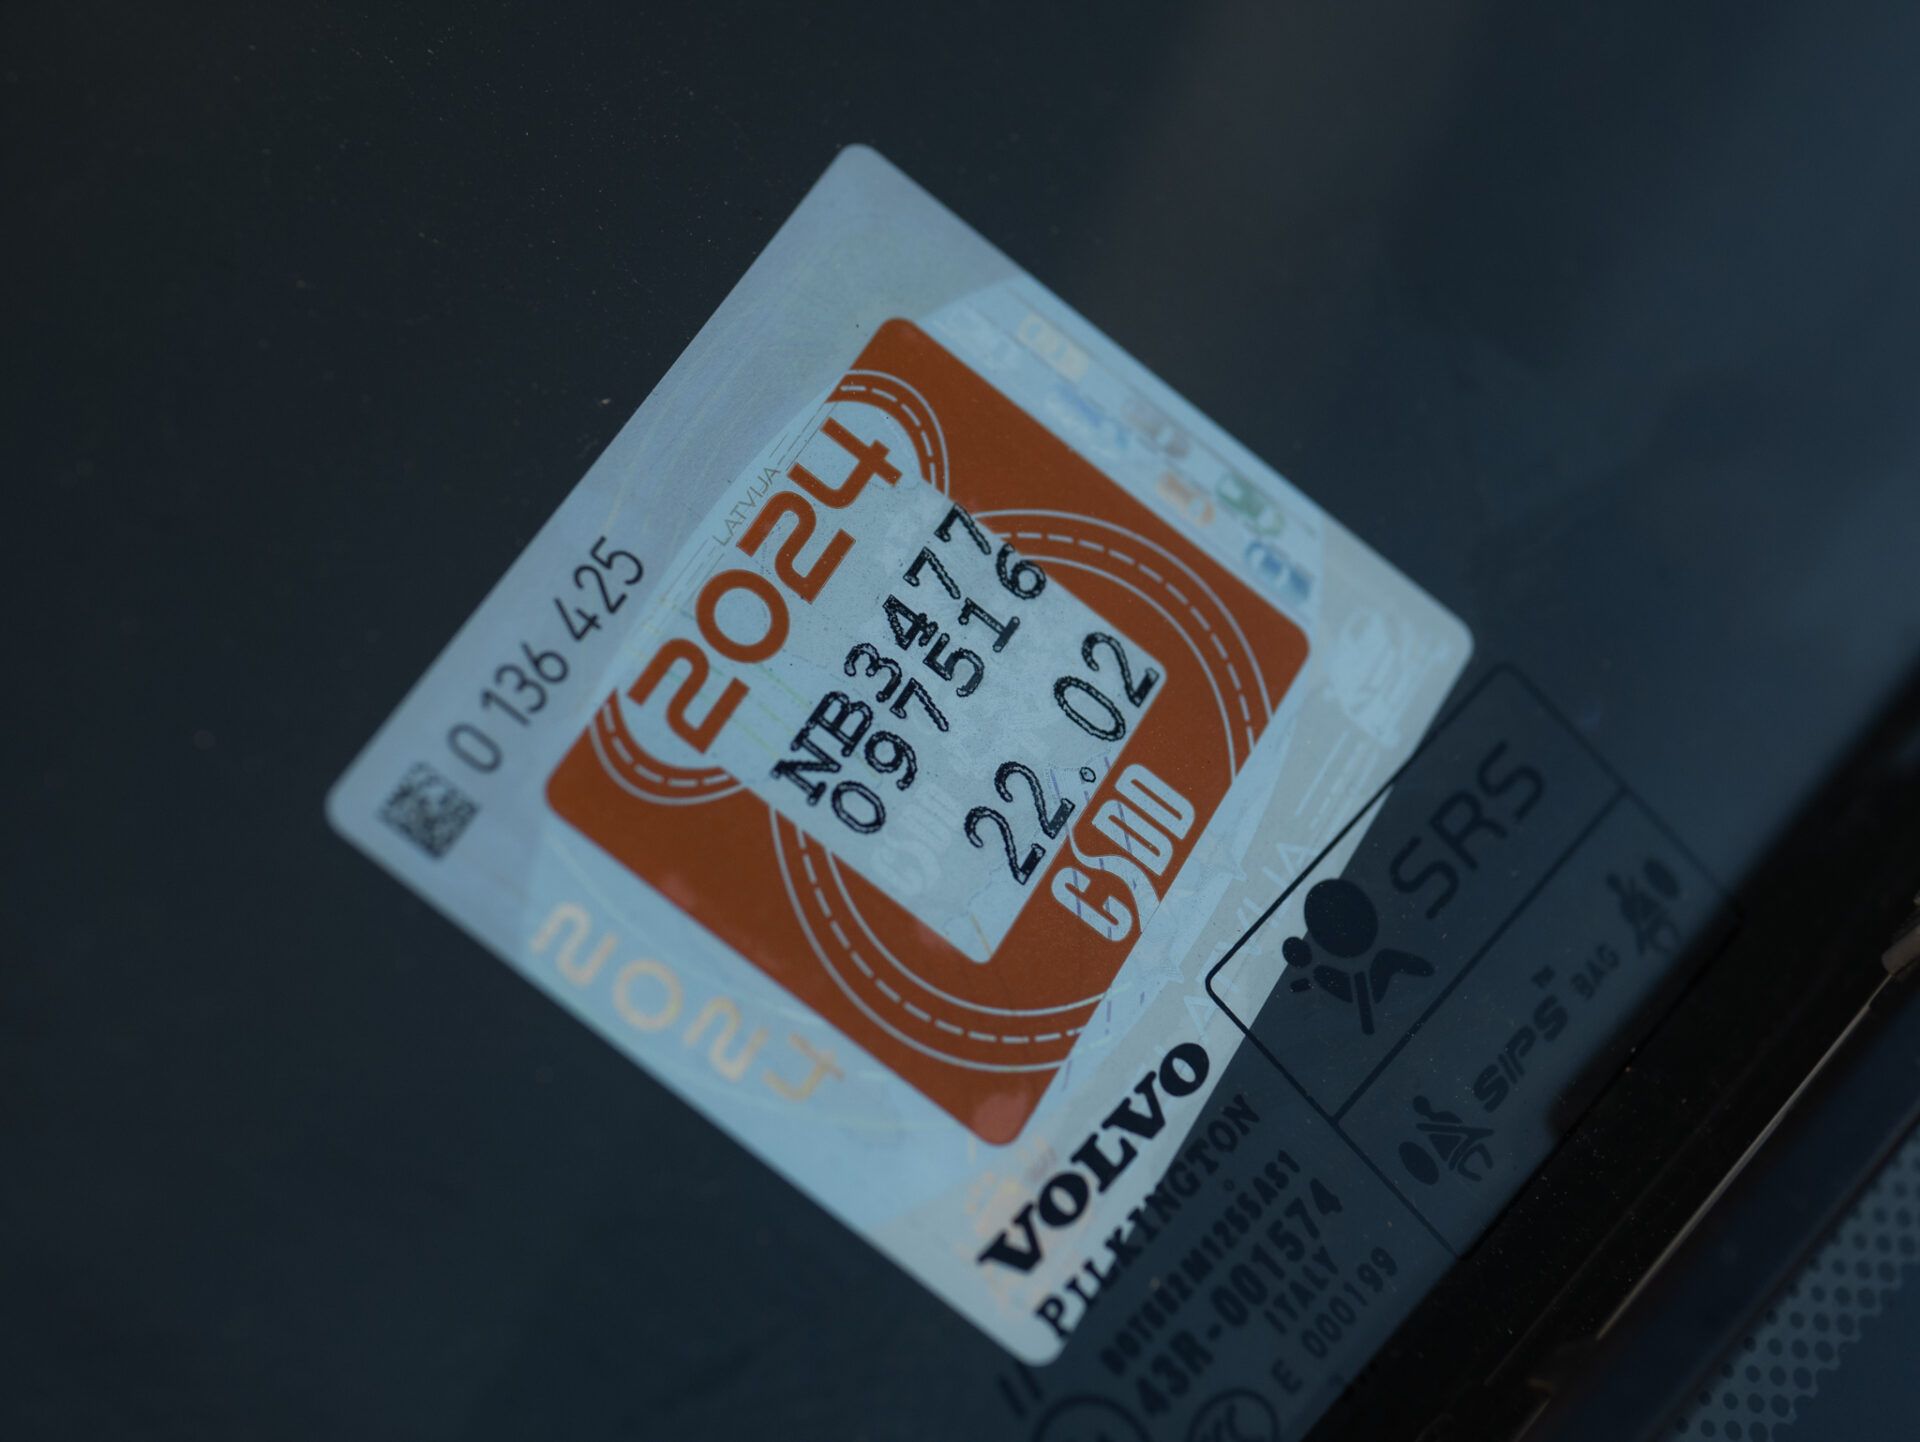 0 136 425
LATVIJA
2024
NB3477
097516
22.02
CSDD
2024
SRS
SIPS™ BAG
VOLVO
PILKINGTON
43R-001574
ITALY
E 000199